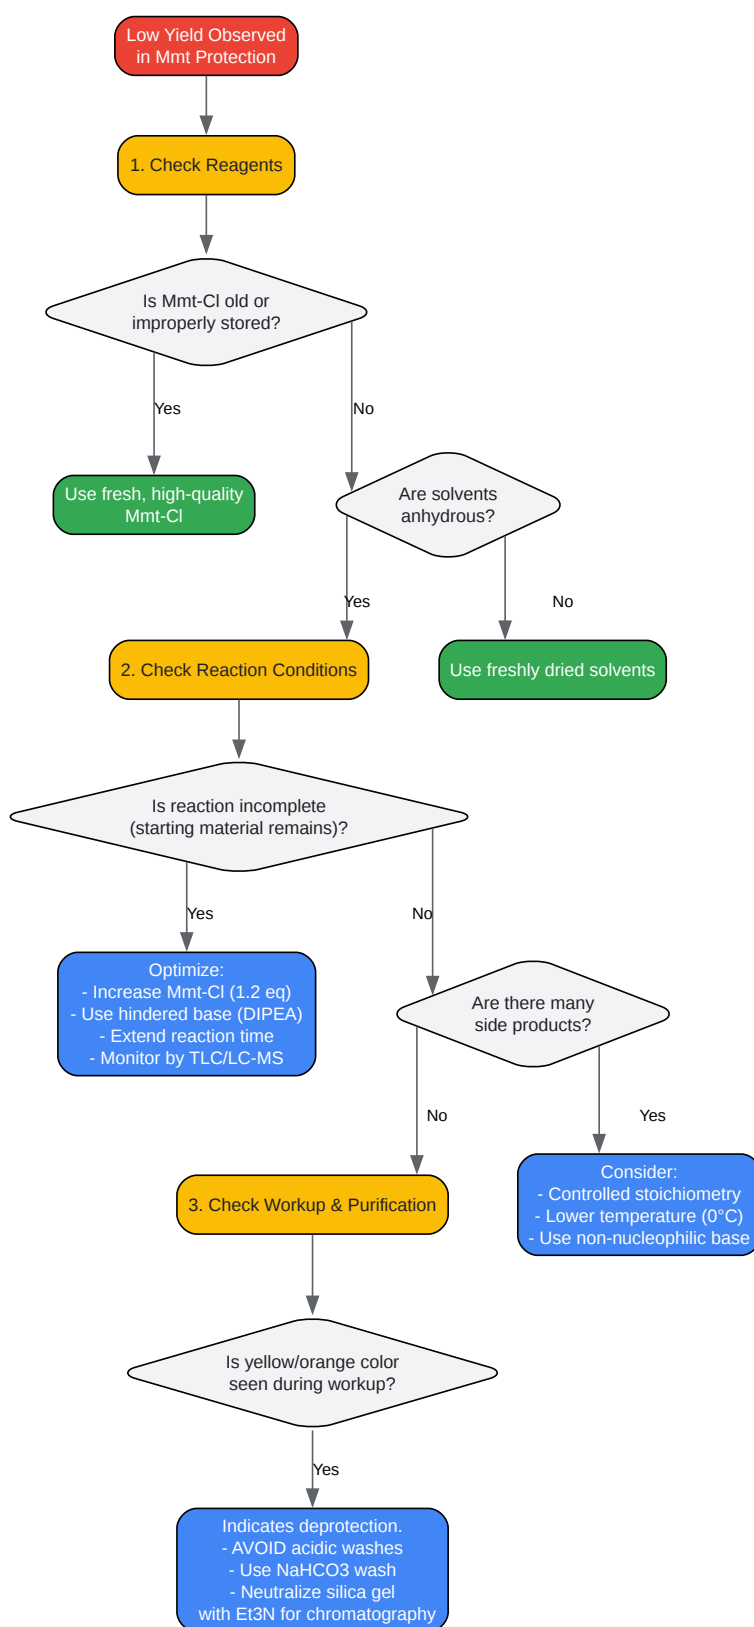 Low Yield Observed
in Mmt Protection
1. Check Reagents
Is Mmt-Cl old or
improperly stored?
Yes
No
Use fresh, high-quality
Mmt-Cl
Are solvents
anhydrous?
Yes
No
2. Check Reaction Conditions
Use freshly dried solvents
Is reaction incomplete
(starting material remains)?
Yes
No
Optimize:
- Increase Mmt-Cl (1.2 eq)
- Use hindered base (DIPEA)
- Extend reaction time
- Monitor by TLC/LC-MS
Are there many
side products?
No
Yes
3. Check Workup & Purification
Consider:
- Controlled stoichiometry
- Lower temperature (0°C)
- Use non-nucleophilic base
Is yellow/orange color
seen during workup?
Yes
Indicates deprotection.
- AVOID acidic washes
- Use NaHCO3 wash
- Neutralize silica gel
with Et3N for chromatography